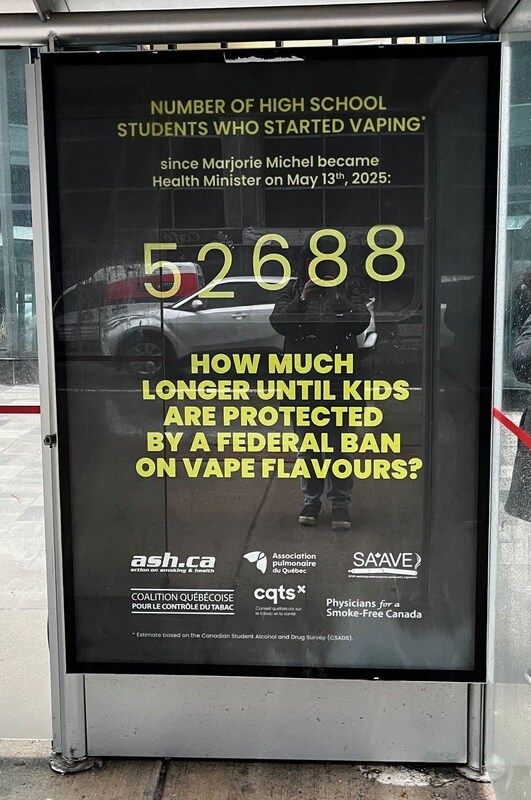 NUMBER OF HIGH SCHOOL
STUDENTS WHO STARTED VAPING*
since Marjorie Michel became
Health Minister on May 13th, 2025:
52688
HOW MUCH
LONGER UNTIL KIDS
ARE PROTECTED
BY A FEDERAL BAN
ON VAPE FLAVOURS?
ash.ca
action on smoking & health
Association
pulmonaire
du Québec
SA*AVE
COALITION QUÉBÉCOISE
POUR LE CONTRÔLE DU TABAC
cqts
Conseil québécois sur
le tabac et la santé
Physicians for a
Smoke-Free Canada
* Estimate based on the Canadian Student Alcohol and Drug Survey (CSADS).